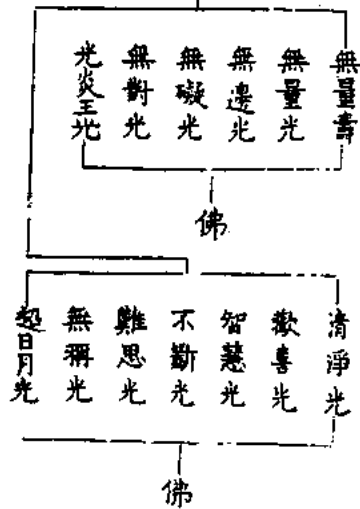 無量壽
無量光
無邊光
無礙光
無對光
光炎王光
佛
清淨光
歡喜光
智慧光
不斷光
難思光
無稱光
超日月光
佛